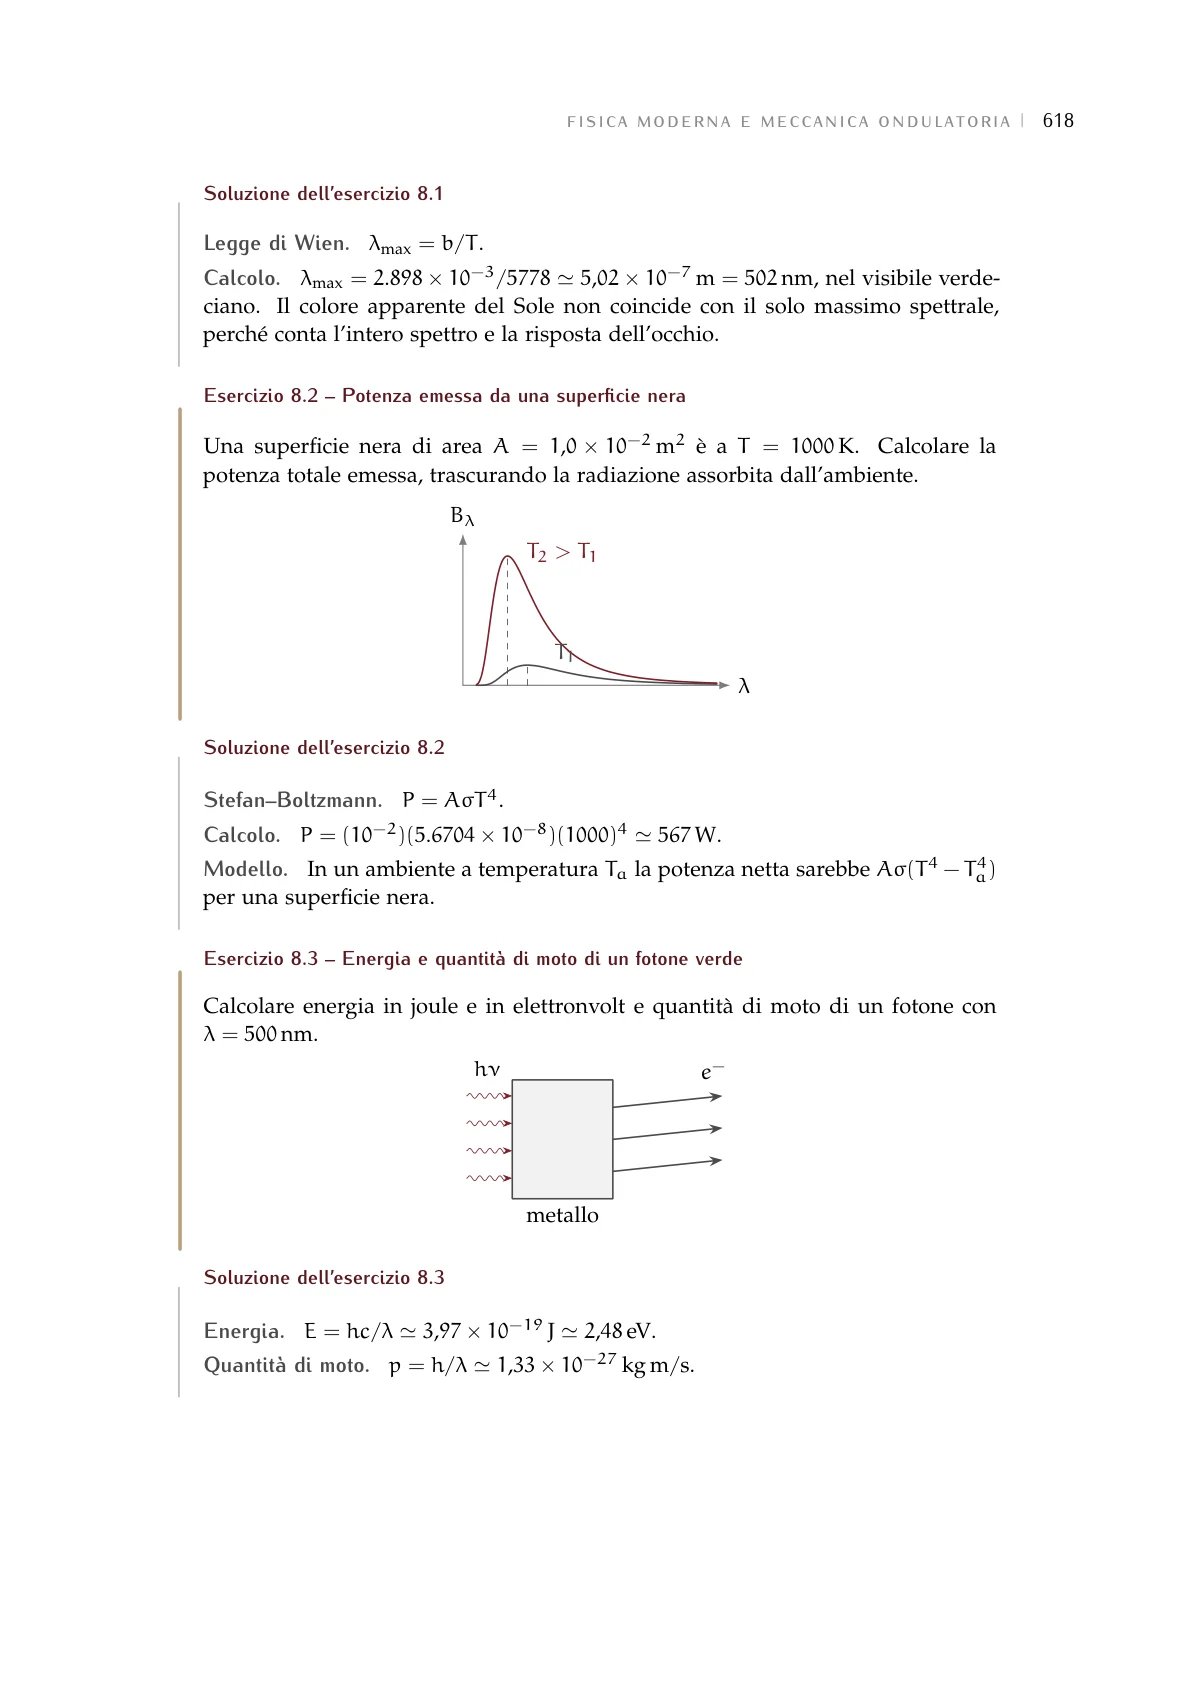 FISICA MODERNA E MECCANICA ONDULATORIA | 618
Soluzione dell'esercizio 8.1
Legge di Wien. λmax = b/T.
Calcolo. λmax = 2.898 × 10⁻³/5778 ≃ 5,02 × 10⁻⁷ m = 502 nm, nel visibile verde-
ciano. Il colore apparente del Sole non coincide con il solo massimo spettrale,
perché conta l'intero spettro e la risposta dell'occhio.
Esercizio 8.2 – Potenza emessa da una superficie nera
Una superficie nera di area A = 1,0 × 10⁻² m² è a T = 1000 K. Calcolare la
potenza totale emessa, trascurando la radiazione assorbita dall'ambiente.
Bλ
T₂ > T₁
T₁
λ
Soluzione dell'esercizio 8.2
Stefan–Boltzmann. P = AσT⁴.
Calcolo. P = (10⁻²)(5.6704 × 10⁻⁸)(1000)⁴ ≃ 567 W.
Modello. In un ambiente a temperatura Tₐ la potenza netta sarebbe Aσ(T⁴ − Tₐ⁴)
per una superficie nera.
Esercizio 8.3 – Energia e quantità di moto di un fotone verde
Calcolare energia in joule e in elettronvolt e quantità di moto di un fotone con
λ = 500 nm.
hν
e⁻
metallo
Soluzione dell'esercizio 8.3
Energia. E = hc/λ ≃ 3,97 × 10⁻¹⁹ J ≃ 2,48 eV.
Quantità di moto. p = h/λ ≃ 1,33 × 10⁻²⁷ kg m/s.